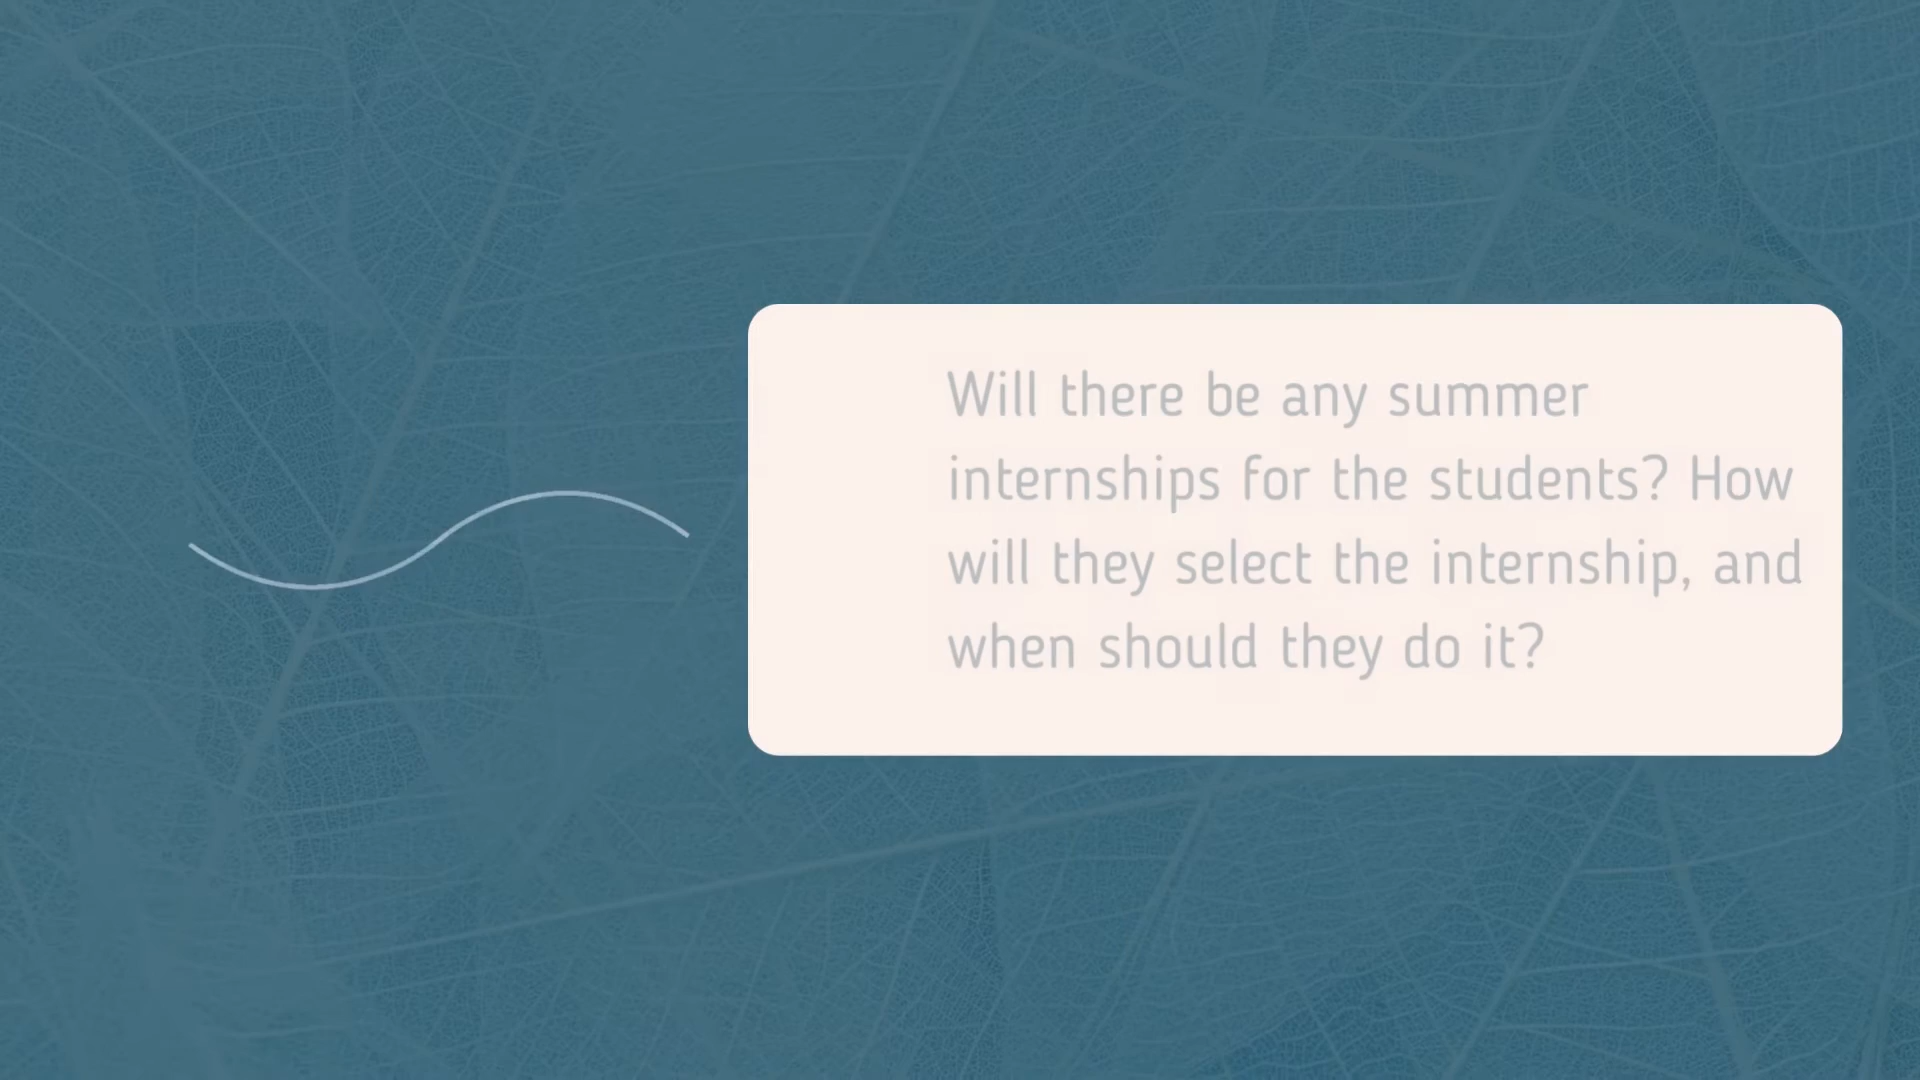 Will there be any summer
internships for the students? How
will they select the internship, and
when should they do it?